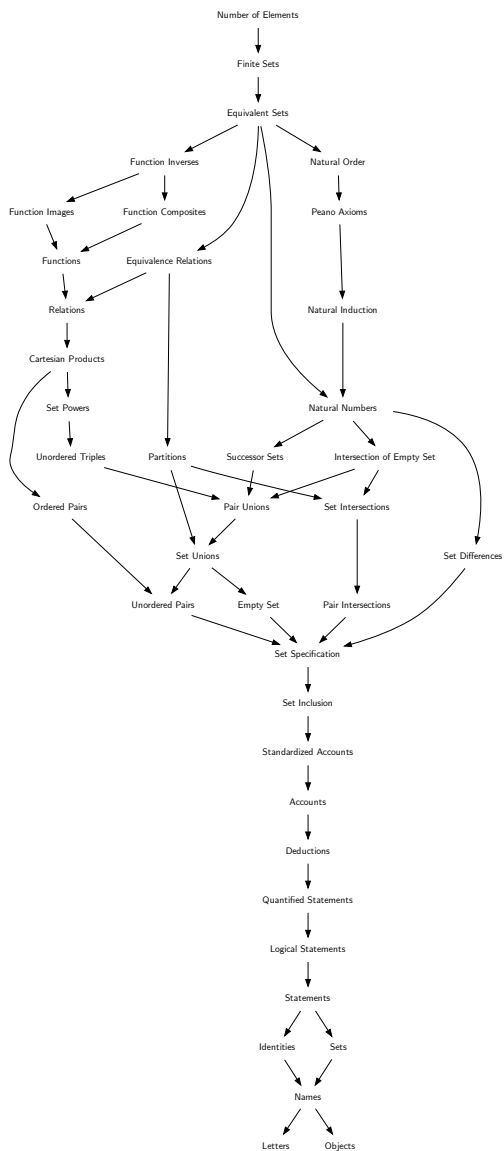 Number of Elements
Finite Sets
Equivalent Sets
Function Inverses
Natural Order
Function Images
Function Composites
Peano Axioms
Functions
Equivalence Relations
Relations
Natural Induction
Cartesian Products
Set Powers
Natural Numbers
Unordered Triples
Partitions
Successor Sets
Intersection of Empty Set
Ordered Pairs
Pair Unions
Set Intersections
Set Unions
Set Differences
Unordered Pairs
Empty Set
Pair Intersections
Set Specification
Set Inclusion
Standardized Accounts
Accounts
Deductions
Quantified Statements
Logical Statements
Statements
Identities
Sets
Names
Letters
Objects